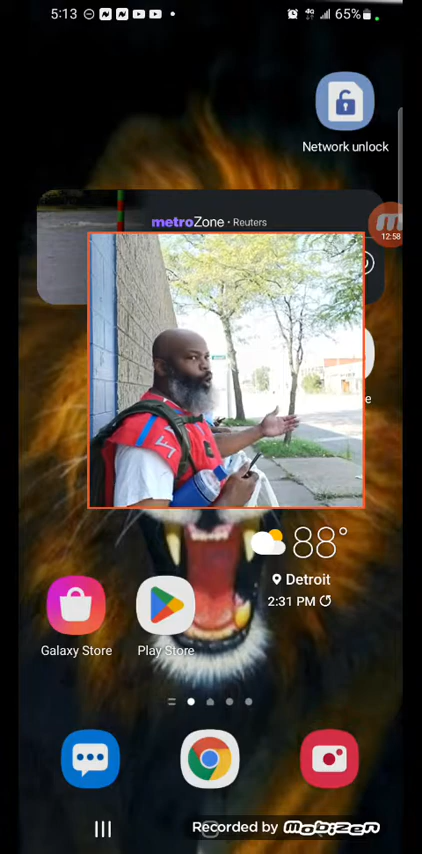 5:13
4G
65%
Network unlock
metroZone · Reuters
12:58
e
88°
Detroit
2:31 PM
Galaxy Store
Play Store
Recorded by Mobizen